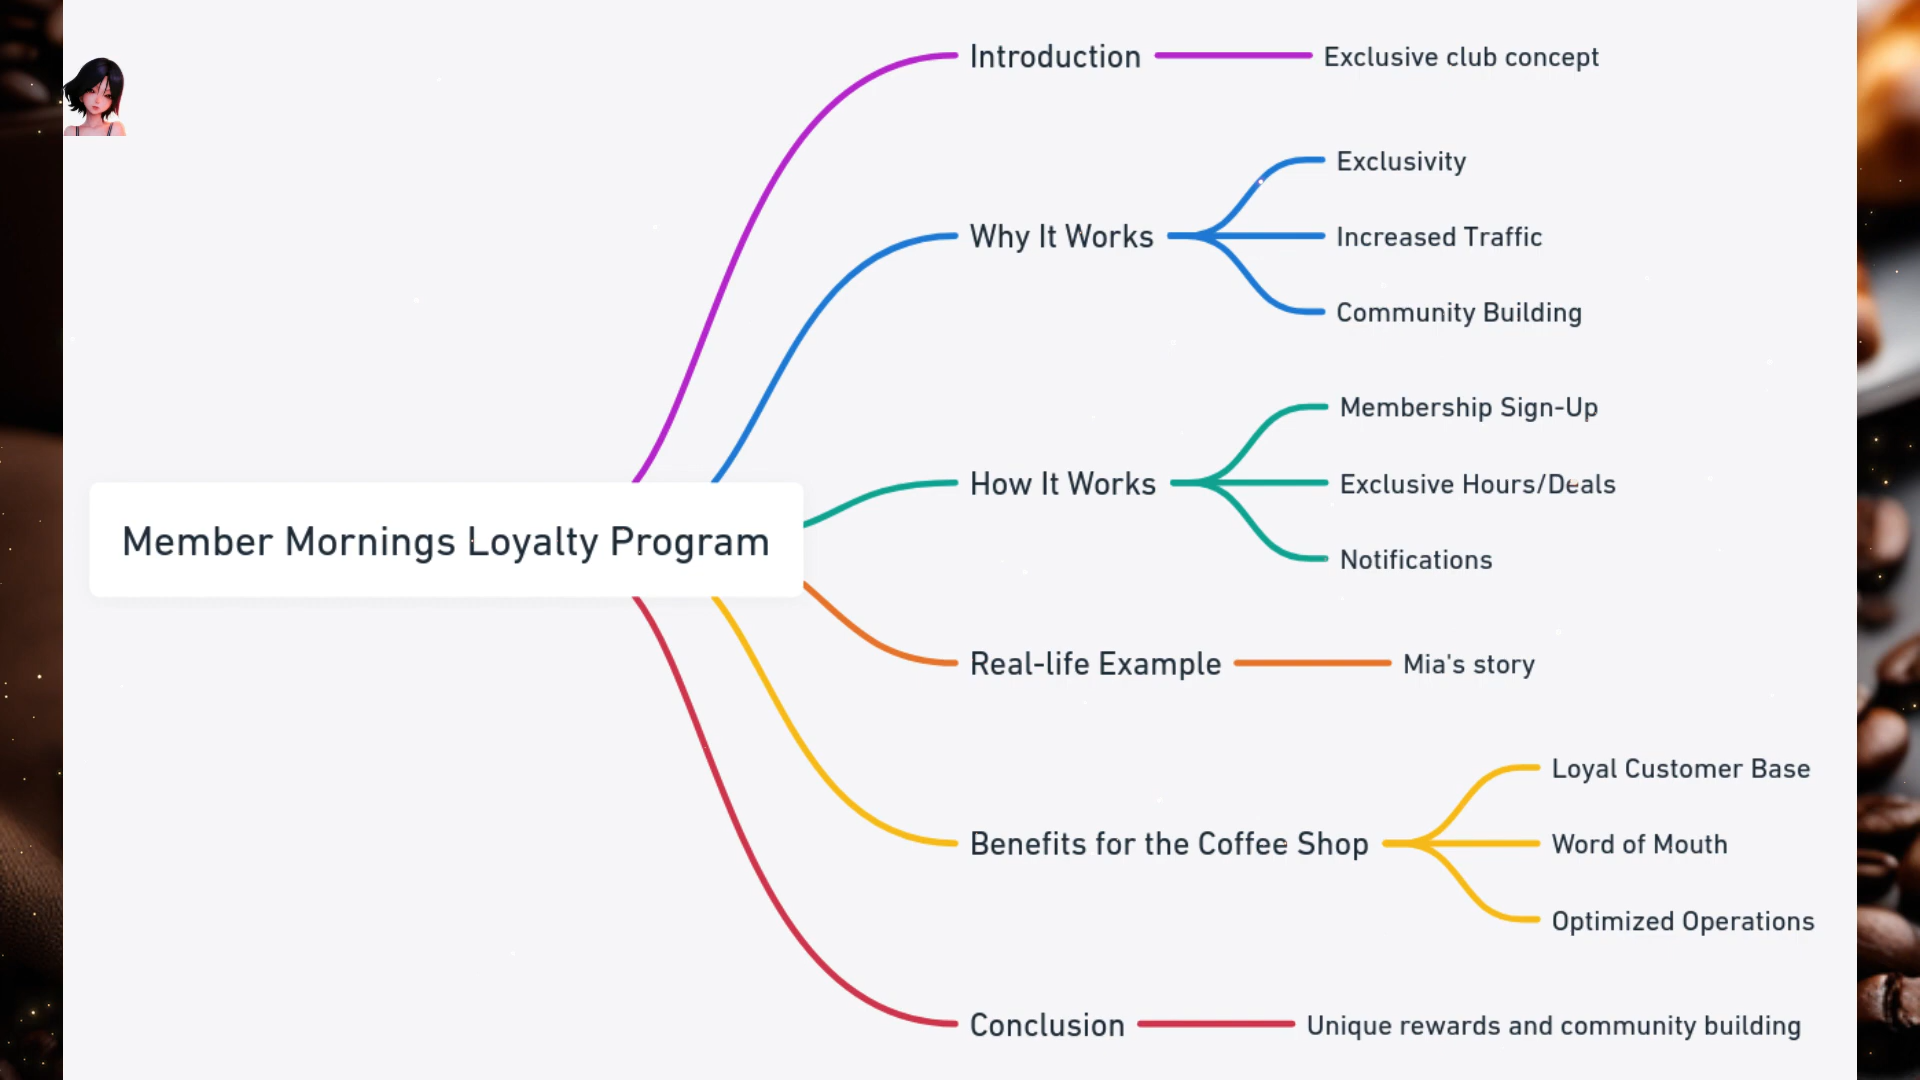 Member Mornings Loyalty Program
Introduction
Exclusive club concept
Why It Works
Exclusivity
Increased Traffic
Community Building
How It Works
Membership Sign-Up
Exclusive Hours/Deals
Notifications
Real-life Example
Mia's story
Benefits for the Coffee Shop
Loyal Customer Base
Word of Mouth
Optimized Operations
Conclusion
Unique rewards and community building